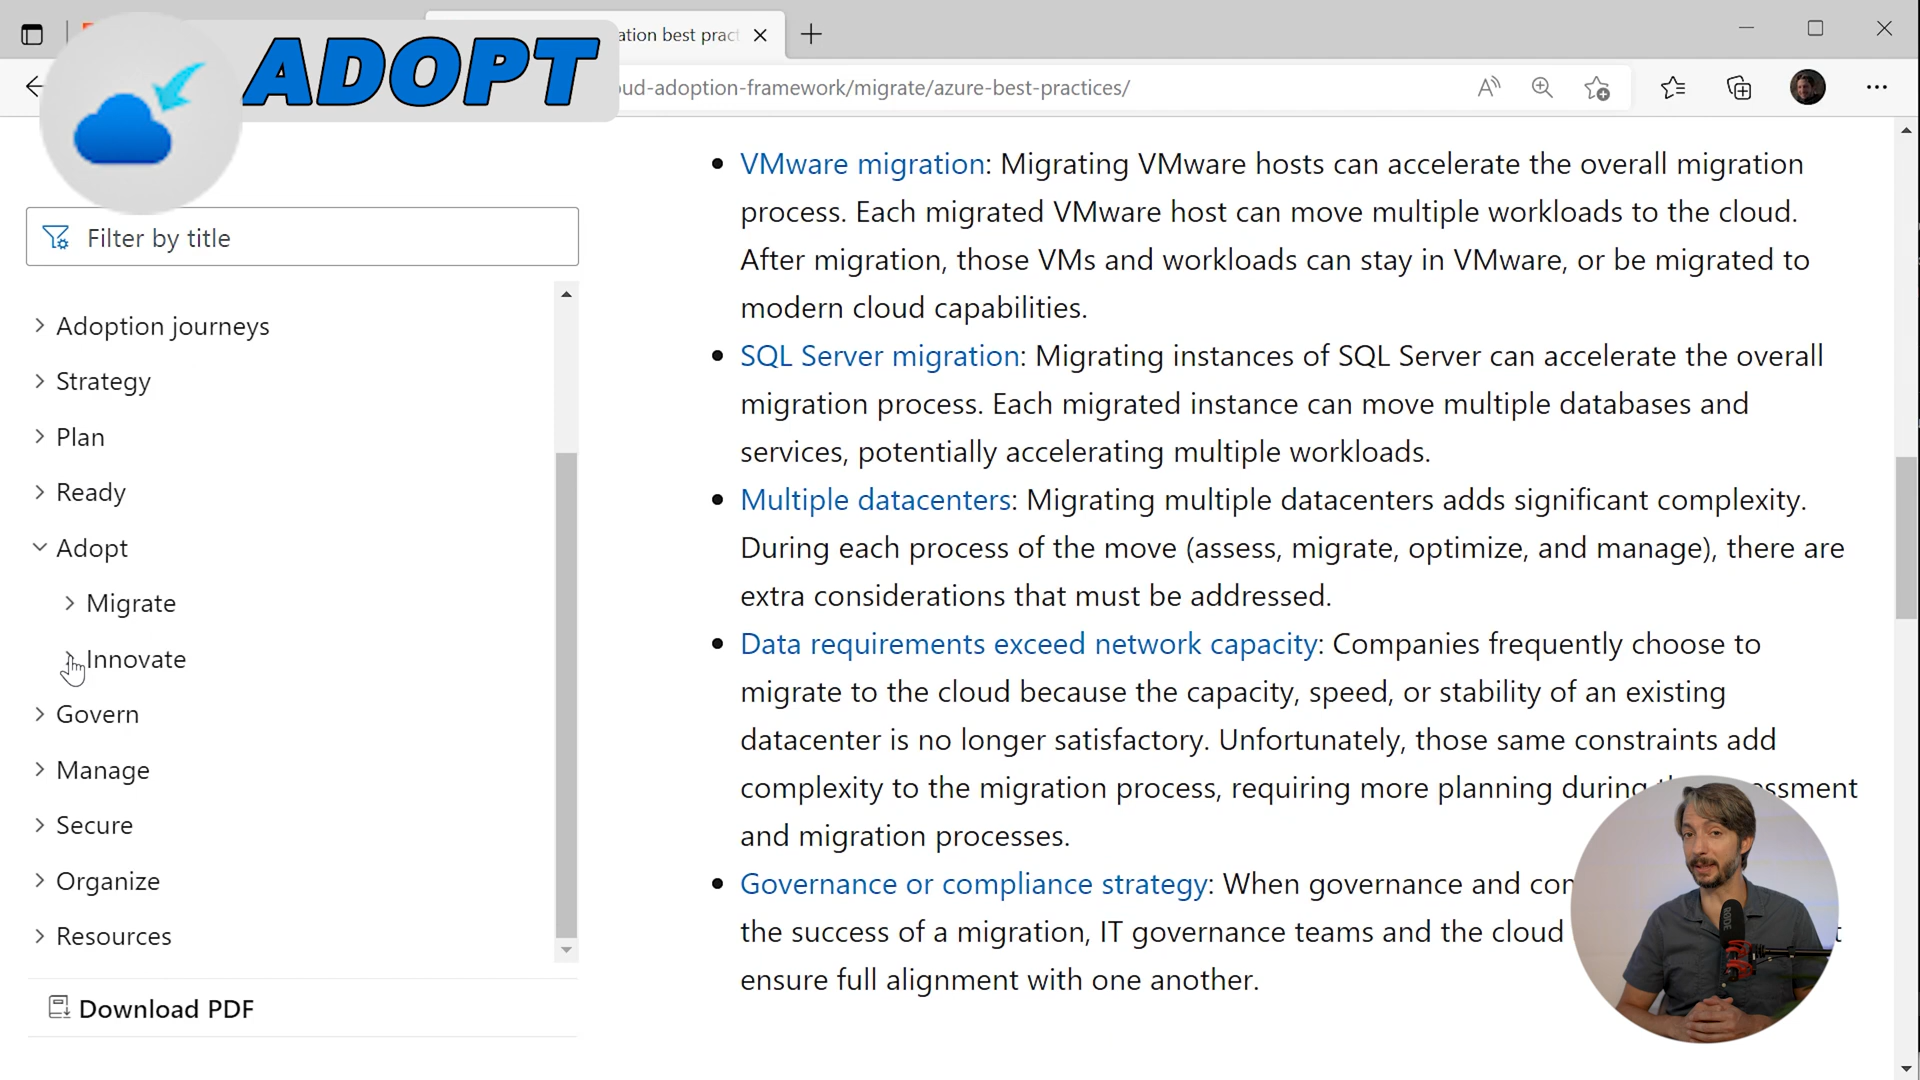 ADOPT
ation best pract
oud-adoption-framework/migrate/azure-best-practices/
Filter by title
Adoption journeys
Strategy
Plan
Ready
Adopt
Migrate
Innovate
Govern
Manage
Secure
Organize
Resources
Download PDF
VMware migration: Migrating VMware hosts can accelerate the overall migration
process. Each migrated VMware host can move multiple workloads to the cloud.
After migration, those VMs and workloads can stay in VMware, or be migrated to
modern cloud capabilities.
SQL Server migration: Migrating instances of SQL Server can accelerate the overall
migration process. Each migrated instance can move multiple databases and
services, potentially accelerating multiple workloads.
Multiple datacenters: Migrating multiple datacenters adds significant complexity.
During each process of the move (assess, migrate, optimize, and manage), there are
extra considerations that must be addressed.
Data requirements exceed network capacity: Companies frequently choose to
migrate to the cloud because the capacity, speed, or stability of an existing
datacenter is no longer satisfactory. Unfortunately, those same constraints add
complexity to the migration process, requiring more planning during ssment
and migration processes.
Governance or compliance strategy: When governance and con
the success of a migration, IT governance teams and the cloud t
ensure full alignment with one another.